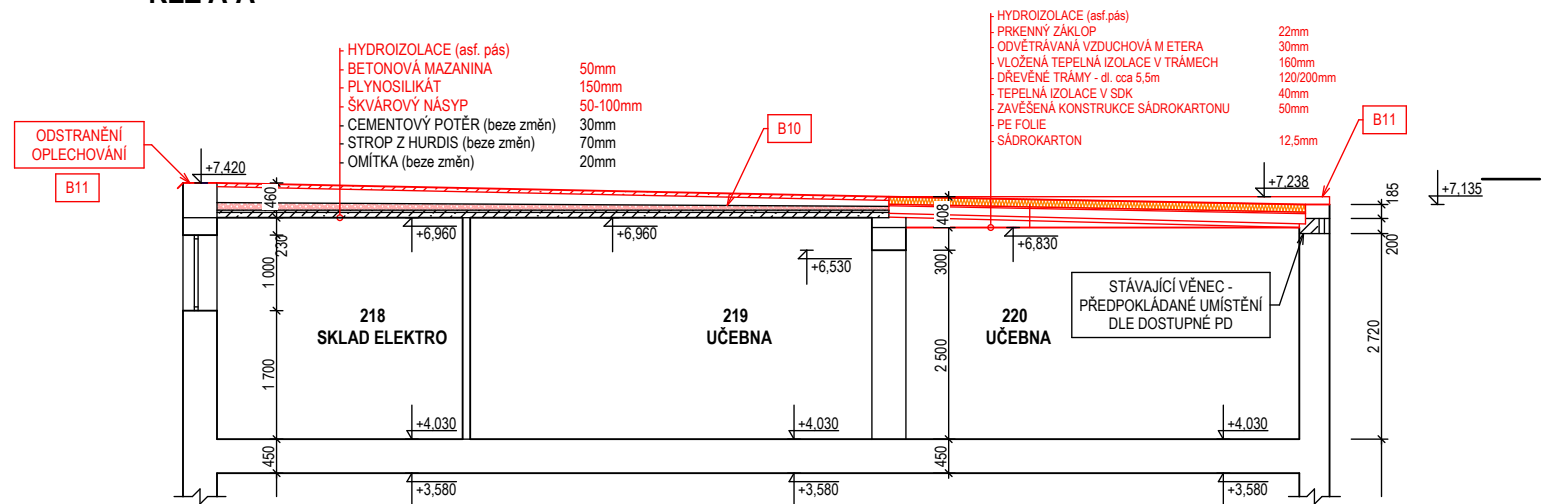 HYDROIZOLACE (asf. pás)
BETONOVÁ MAZANINA 50mm
PLYNOSILIKÁT 150mm
ŠKVÁROVÝ NÁSYP 50-100mm
CEMENTOVÝ POTĚR (beze změn) 30mm
STROP Z HURDIS (beze změn) 70mm
OMÍTKA (beze změn) 20mm
HYDROIZOLACE (asf.pás)
PRKENNÝ ZÁKLOP 22mm
ODVĚTRÁVANÁ VZDUCHOVÁ M ETERA 30mm
VLOŽENÁ TEPELNÁ IZOLACE V TRÁMECH 160mm
DŘEVĚNÉ TRÁMY - dl. cca 5,5m 120/200mm
TEPELNÁ IZOLACE V SDK 40mm
ZAVĚŠENÁ KONSTRUKCE SÁDROKARTONU 50mm
PE FOLIE
SÁDROKARTON 12,5mm
ODSTRANĚNÍ
OPLECHOVÁNÍ
B11
B10
B11
+7,420
+7,238
+7,135
460
408
185
+6,960
+6,960
+6,830
230
300
200
+6,530
1 000
STÁVAJÍCÍ VĚNEC -
PŘEDPOKLÁDANÉ UMÍSTĚNÍ
DLE DOSTUPNÉ PD
218
SKLAD ELEKTRO
219
UČEBNA
220
UČEBNA
1 700
2 500
2 720
+4,030
+4,030
+4,030
450
450
+3,580
+3,580
+3,580